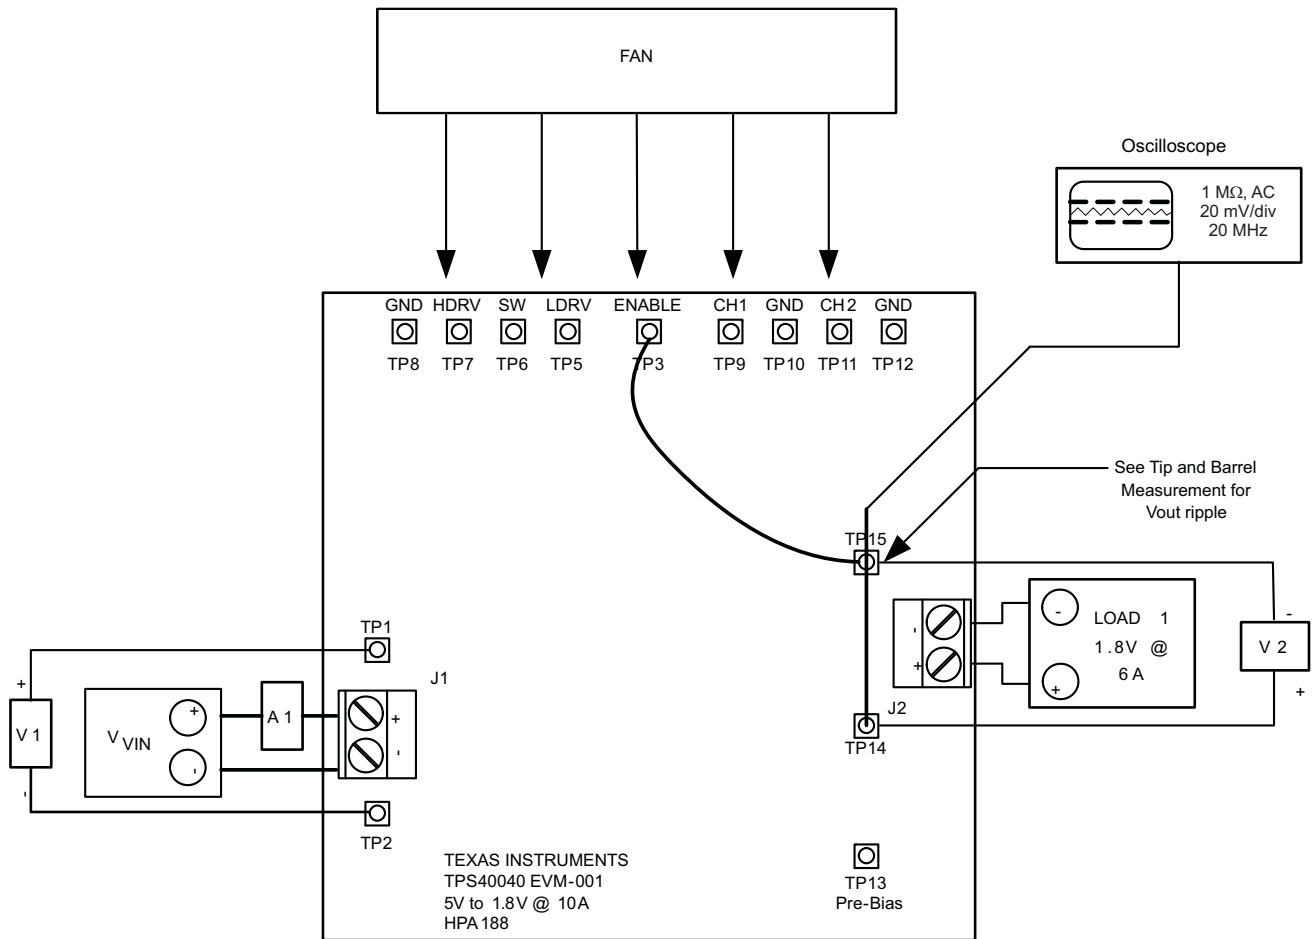 FAN
Oscilloscope
1 MΩ, AC
20 mV/div
20 MHz
GND HDRV SW LDRV ENABLE CH1 GND CH2 GND
TP8 TP7 TP6 TP5 TP3 TP9 TP10 TP11 TP12
See Tip and Barrel
Measurement for
Vout ripple
TP15
-
LOAD 1
1.8V @
6 A
-
+
-
+
J2
-
V 2
+
TP14
TP1
J1
+
V 1
-
V VIN
+
-
A 1
+
-
TP2
TP13
Pre-Bias
TEXAS INSTRUMENTS
TPS40040 EVM-001
5V to 1.8V @ 10A
HPA188